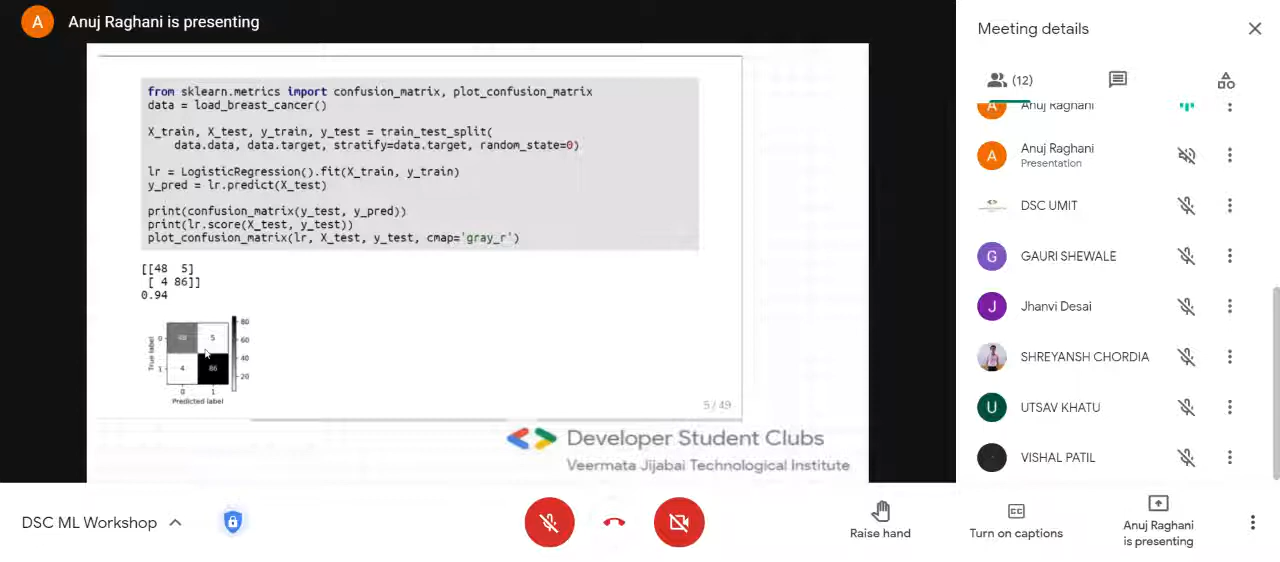 A Anuj Raghani is presenting
from sklearn.metrics import confusion_matrix, plot_confusion_matrix
data = load_breast_cancer()
X_train, X_test, y_train, y_test = train_test_split(
data.data, data.target, stratify=data.target, random_state=0)
lr = LogisticRegression().fit(X_train, y_train)
y_pred = lr.predict(X_test)
print(confusion_matrix(y_test, y_pred))
print(lr.score(X_test, y_test))
plot_confusion_matrix(lr, X_test, y_test, cmap='gray_r')
[[48 5]
[ 4 86]]
0.94
True label
0
1
5
4
86
0 1
Predicted label
80
60
40
20
5 / 49
Developer Student Clubs
Veermata Jijabai Technological Institute
Meeting details
(12)
A Anuj Raghani
A Anuj Raghani
Presentation
DSC UMIT
G GAURI SHEWALE
J Jhanvi Desai
SHREYANSH CHORDIA
U UTSAV KHATU
VISHAL PATIL
DSC ML Workshop
Raise hand
CC
Turn on captions
Anuj Raghani
is presenting